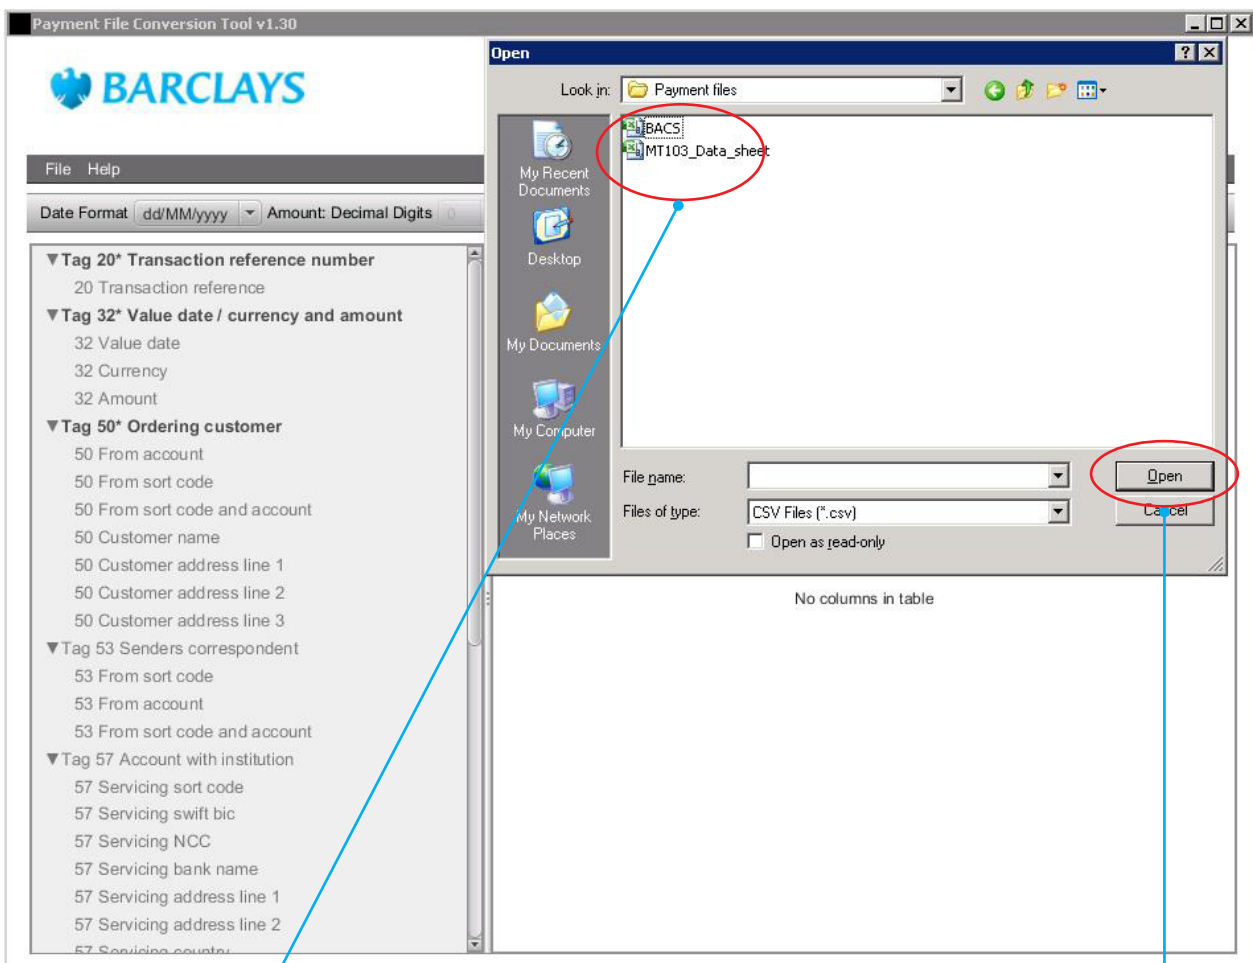 Payment File Conversion Tool v1.30
BARCLAYS
File Help
Date Format dd/MM/yyyy Amount: Decimal Digits 0
▼Tag 20* Transaction reference number
20 Transaction reference
▼Tag 32* Value date / currency and amount
32 Value date
32 Currency
32 Amount
▼Tag 50* Ordering customer
50 From account
50 From sort code
50 From sort code and account
50 Customer name
50 Customer address line 1
50 Customer address line 2
50 Customer address line 3
▼Tag 53 Senders correspondent
53 From sort code
53 From account
53 From sort code and account
▼Tag 57 Account with institution
57 Servicing sort code
57 Servicing swift bic
57 Servicing NCC
57 Servicing bank name
57 Servicing address line 1
57 Servicing address line 2
57 Servicing country
Open
Look in: Payment files
BACS
MT103_Data_sheet
My Recent
Documents
Desktop
My Documents
My Computer
My Network
Places
File name:
Open
Files of type: CSV Files (*.csv)
Cancel
Open as read-only
No columns in table